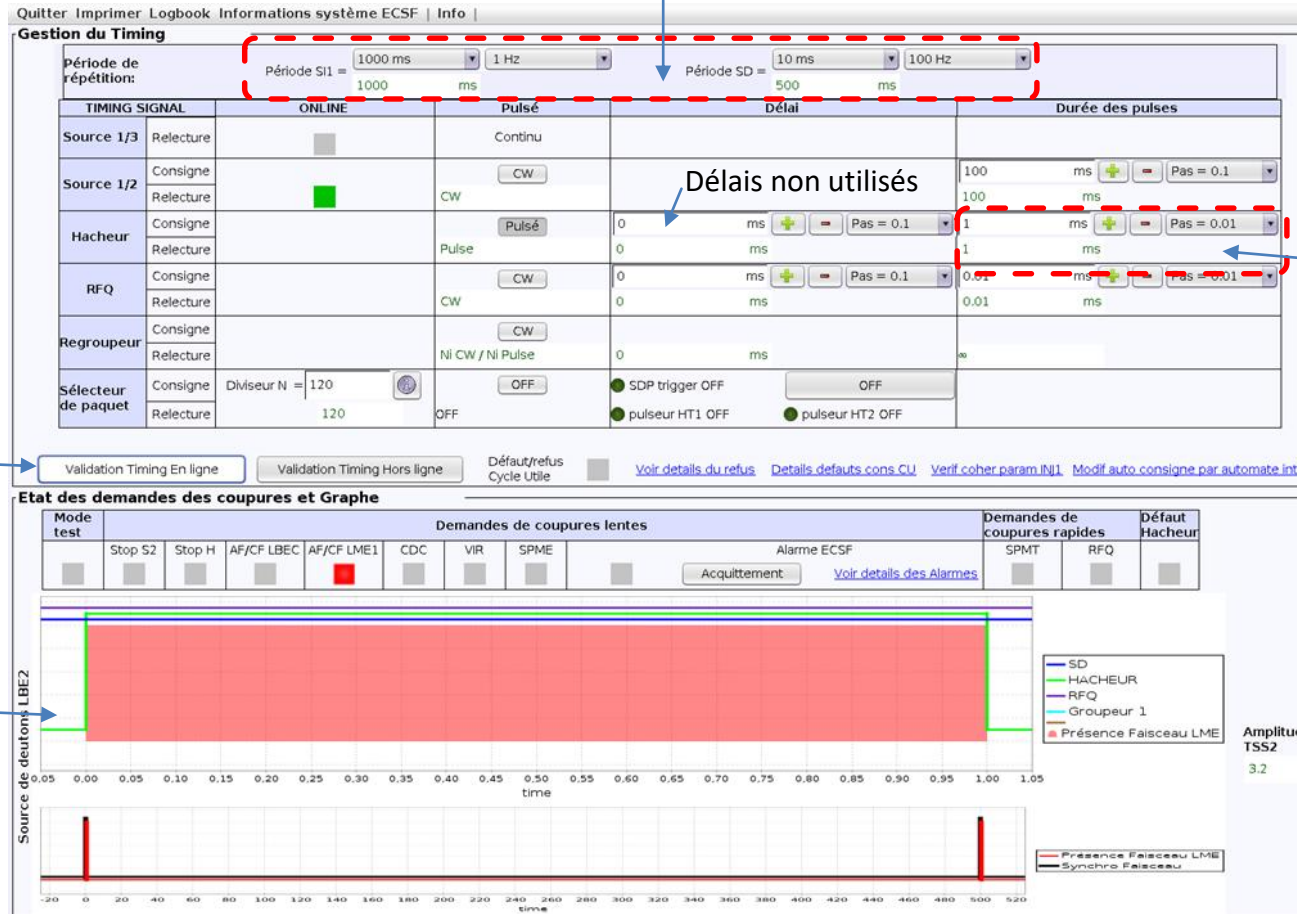 Quitter Imprimer Logbook Informations système ECSF | Info |
Gestion du Timing
Période de répétition:
Période SI1 = 1000 ms 1 Hz
1000 ms
Période SD = 10 ms 100 Hz
500 ms
TIMING SIGNAL ONLINE Pulsé Délai Durée des pulses
Source 1/3 Relecture Continu
Source 1/2 Consigne CW 100 ms Pas = 0.1
Relecture CW 100 ms
Délais non utilisés
Hacheur Consigne Pulsé 0 ms Pas = 0.1 1 ms Pas = 0.01
Relecture Pulse 0 ms 1 ms
RFQ Consigne CW 0 ms Pas = 0.1 0.01 ms Pas = 0.01
Relecture CW 0 ms 0.01 ms
Regroupeur Consigne CW
Relecture Ni CW / Ni Pulse 0 ms ∞
Sélecteur de paquet Consigne Diviseur N = 120 OFF SDP trigger OFF OFF
Relecture 120 OFF pulseur HT1 OFF pulseur HT2 OFF
Validation Timing En ligne Validation Timing Hors ligne Défaut/refus Cycle Utile Voir details du refus Details defauts cons CU Verif coher param INJ1 Modif auto consigne par automate int
Etat des demandes des coupures et Graphe
Mode test Demandes de coupures lentes Demandes de coupures rapides Défaut Hacheur
Stop S2 Stop H AF/CF LBEC AF/CF LME1 CDC VIR SPME Alarme ECSF SPMT RFQ
Acquittement Voir details des Alarmes
Source de deutons LBE2
SD
HACHEUR
RFQ
Groupeur 1
Présence Faisceau LME
Amplitu
TSS2
3.2
0,05 0,00 0,05 0,10 0,15 0,20 0,25 0,30 0,35 0,40 0,45 0,50 0,55 0,60 0,65 0,70 0,75 0,80 0,85 0,90 0,95 1,00 1,05
time
Présence Faisceau LME
Synchro Faisceau
-20 0 20 40 60 80 100 120 140 160 180 200 220 240 260 280 300 320 340 360 380 400 420 440 460 480 500 520
time